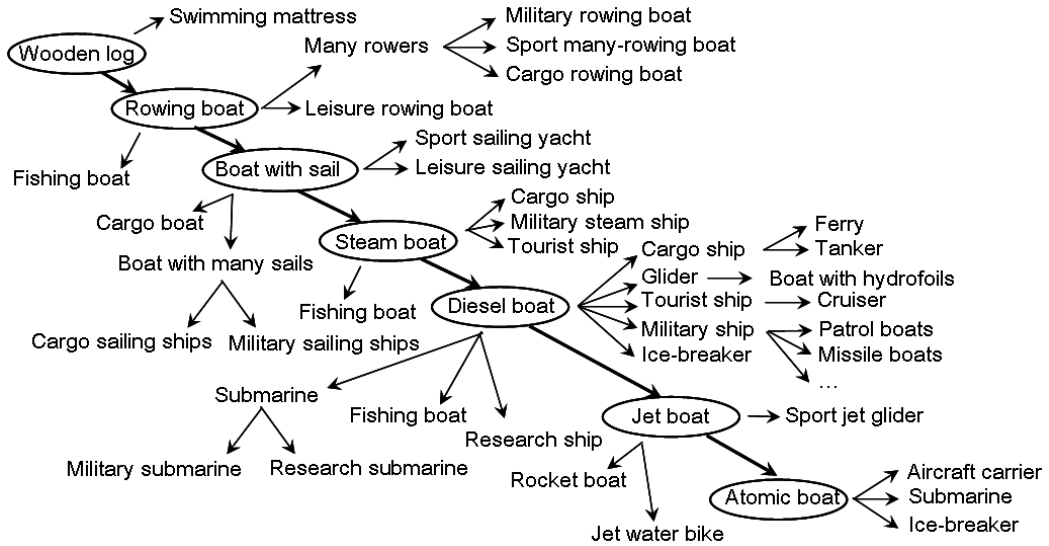 Swimming mattress
Wooden log
Many rowers
Military rowing boat
Sport many-rowing boat
Cargo rowing boat
Rowing boat
Leisure rowing boat
Fishing boat
Boat with sail
Sport sailing yacht
Leisure sailing yacht
Cargo boat
Boat with many sails
Cargo sailing ships
Military sailing ships
Steam boat
Cargo ship
Military steam ship
Tourist ship
Fishing boat
Diesel boat
Cargo ship
Ferry
Tanker
Glider
Boat with hydrofoils
Tourist ship
Cruiser
Military ship
Patrol boats
Missile boats
...
Ice-breaker
Submarine
Military submarine
Research submarine
Fishing boat
Research ship
Jet boat
Sport jet glider
Rocket boat
Jet water bike
Atomic boat
Aircraft carrier
Submarine
Ice-breaker